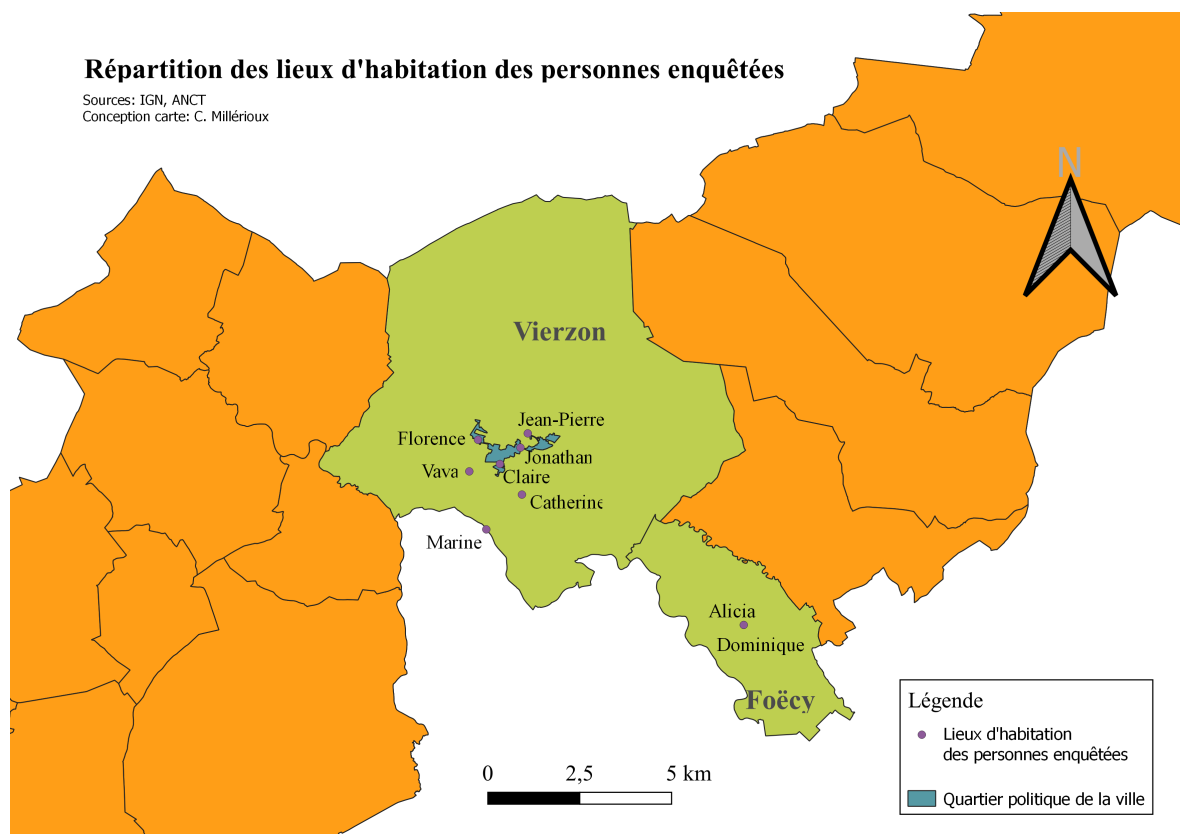 Répartition des lieux d'habitation des personnes enquêtées
Sources: IGN, ANCT
Conception carte: C. Millérioux
N
Vierzon
Jean-Pierre
Florence
Jonathan
Vava
Claire
Catherine
Marine
Alicia
Dominique
Foëcy
Légende
Lieux d'habitation
des personnes enquêtées
Quartier politique de la ville
0 2,5 5 km